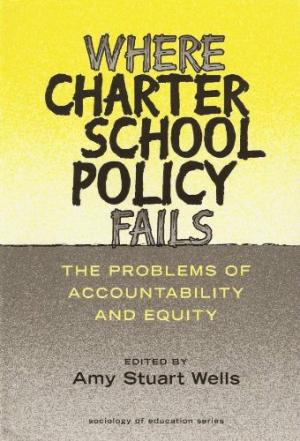 WHERE
CHARTER
SCHOOL
POLICY
FAILS
THE PROBLEMS OF
ACCOUNTABILITY
AND EQUITY
EDITED BY
Amy Stuart Wells
sociology of education series